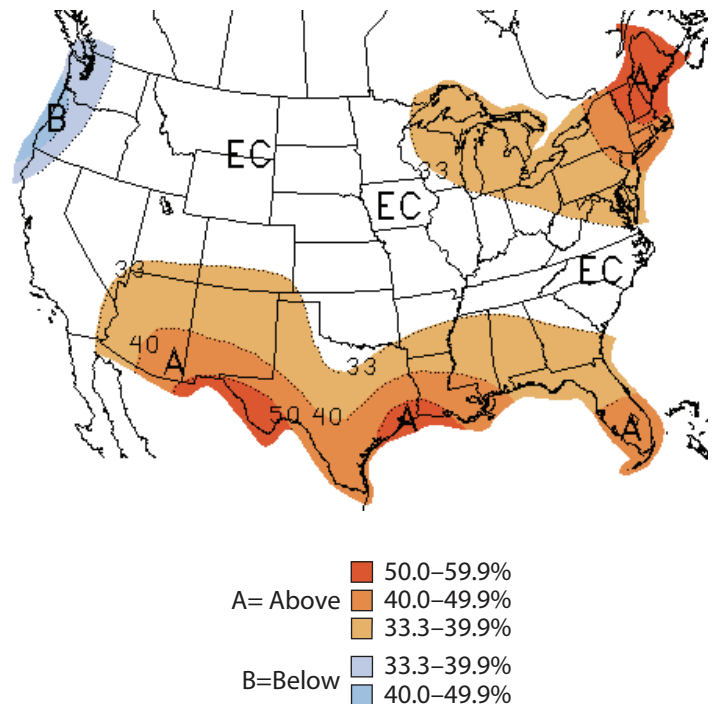 A
B
EC
33
EC
EC
33
40
A
33
50 40
A
A
50.0–59.9%
A= Above
40.0–49.9%
33.3–39.9%
33.3–39.9%
B=Below
40.0–49.9%